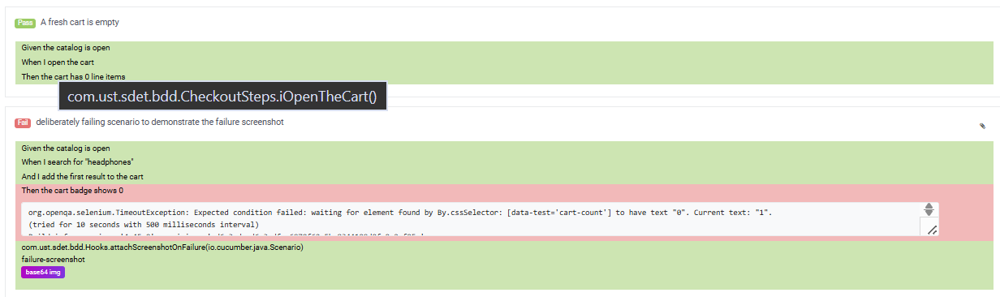 Pass A fresh cart is empty
Given the catalog is open
When I open the cart
Then the cart has 0 line items
com.ust.sdet.bdd.CheckoutSteps.iOpenTheCart()
Fail deliberately failing scenario to demonstrate the failure screenshot
Given the catalog is open
When I search for "headphones"
And I add the first result to the cart
Then the cart badge shows 0
org.openqa.selenium.TimeoutException: Expected condition failed: waiting for element found by By.cssSelector: [data-test='cart-count'] to have text "0". Current text: "1".
(tried for 10 seconds with 500 milliseconds interval)
com.ust.sdet.bdd.Hooks.attachScreenshotOnFailure(io.cucumber.java.Scenario)
failure-screenshot
base64 img